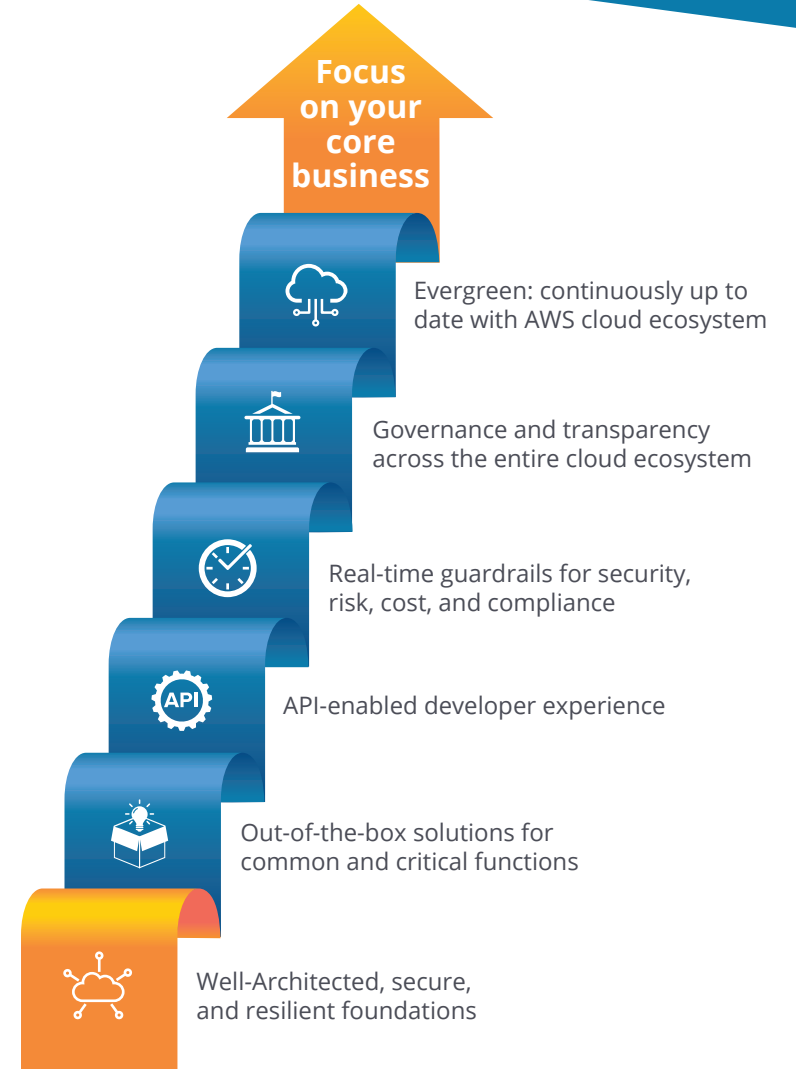 Focus
on your
core
business
Evergreen: continuously up to
date with AWS cloud ecosystem
Governance and transparency
across the entire cloud ecosystem
Real-time guardrails for security,
risk, cost, and compliance
API
API-enabled developer experience
Out-of-the-box solutions for
common and critical functions
Well-Architected, secure,
and resilient foundations